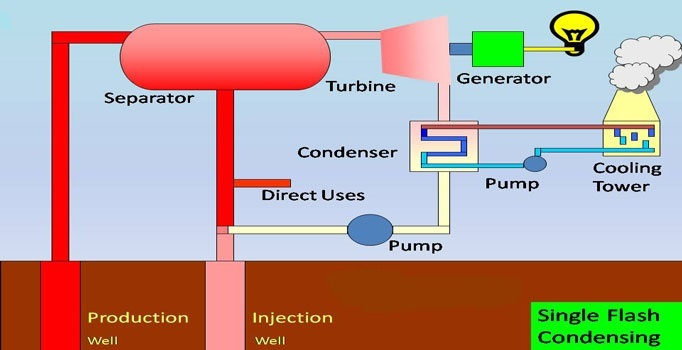 Separator
Turbine
Generator
Condenser
Pump
Cooling
Tower
Direct Uses
Pump
Production
Well
Injection
Well
Single Flash
Condensing